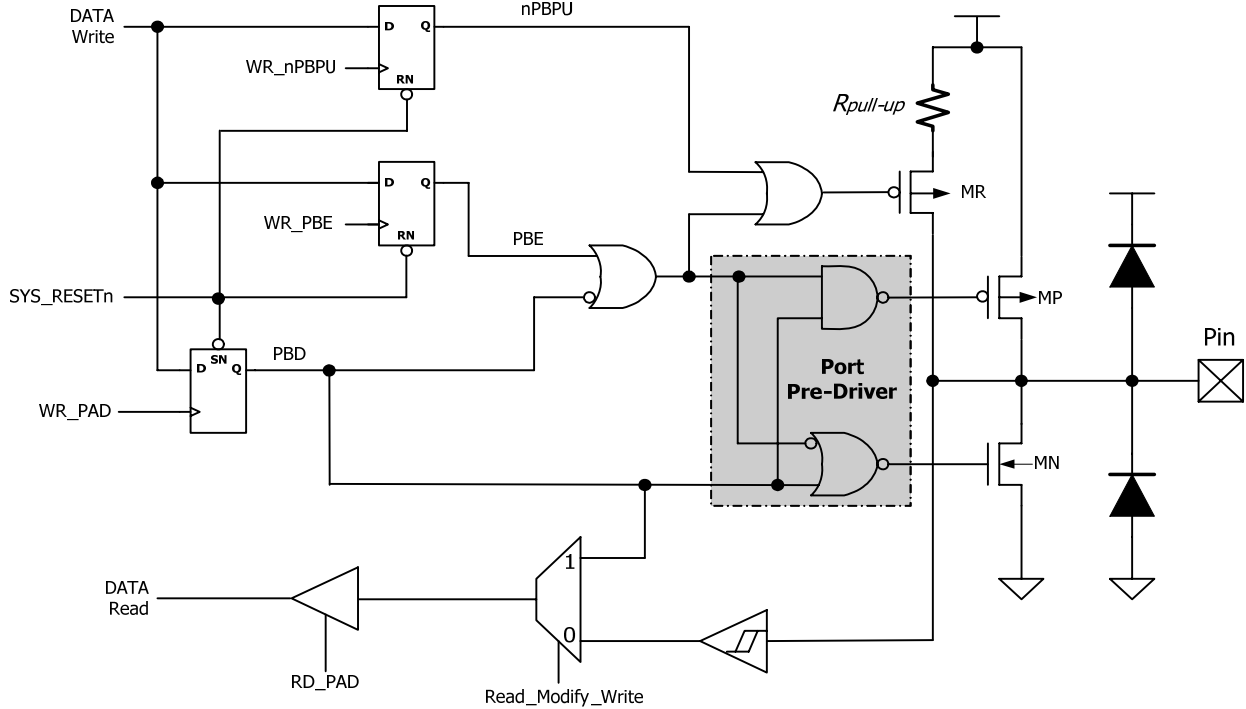 DATA
Write
nPBPU
D
Q
WR_nPBPU
RN
Rpull-up
D
Q
MR
WR_PBE
RN
PBE
SYS_RESETn
MP
SN
PBD
Pin
D
Q
Port
Pre-Driver
WR_PAD
MN
1
DATA
Read
0
RD_PAD
Read_Modify_Write